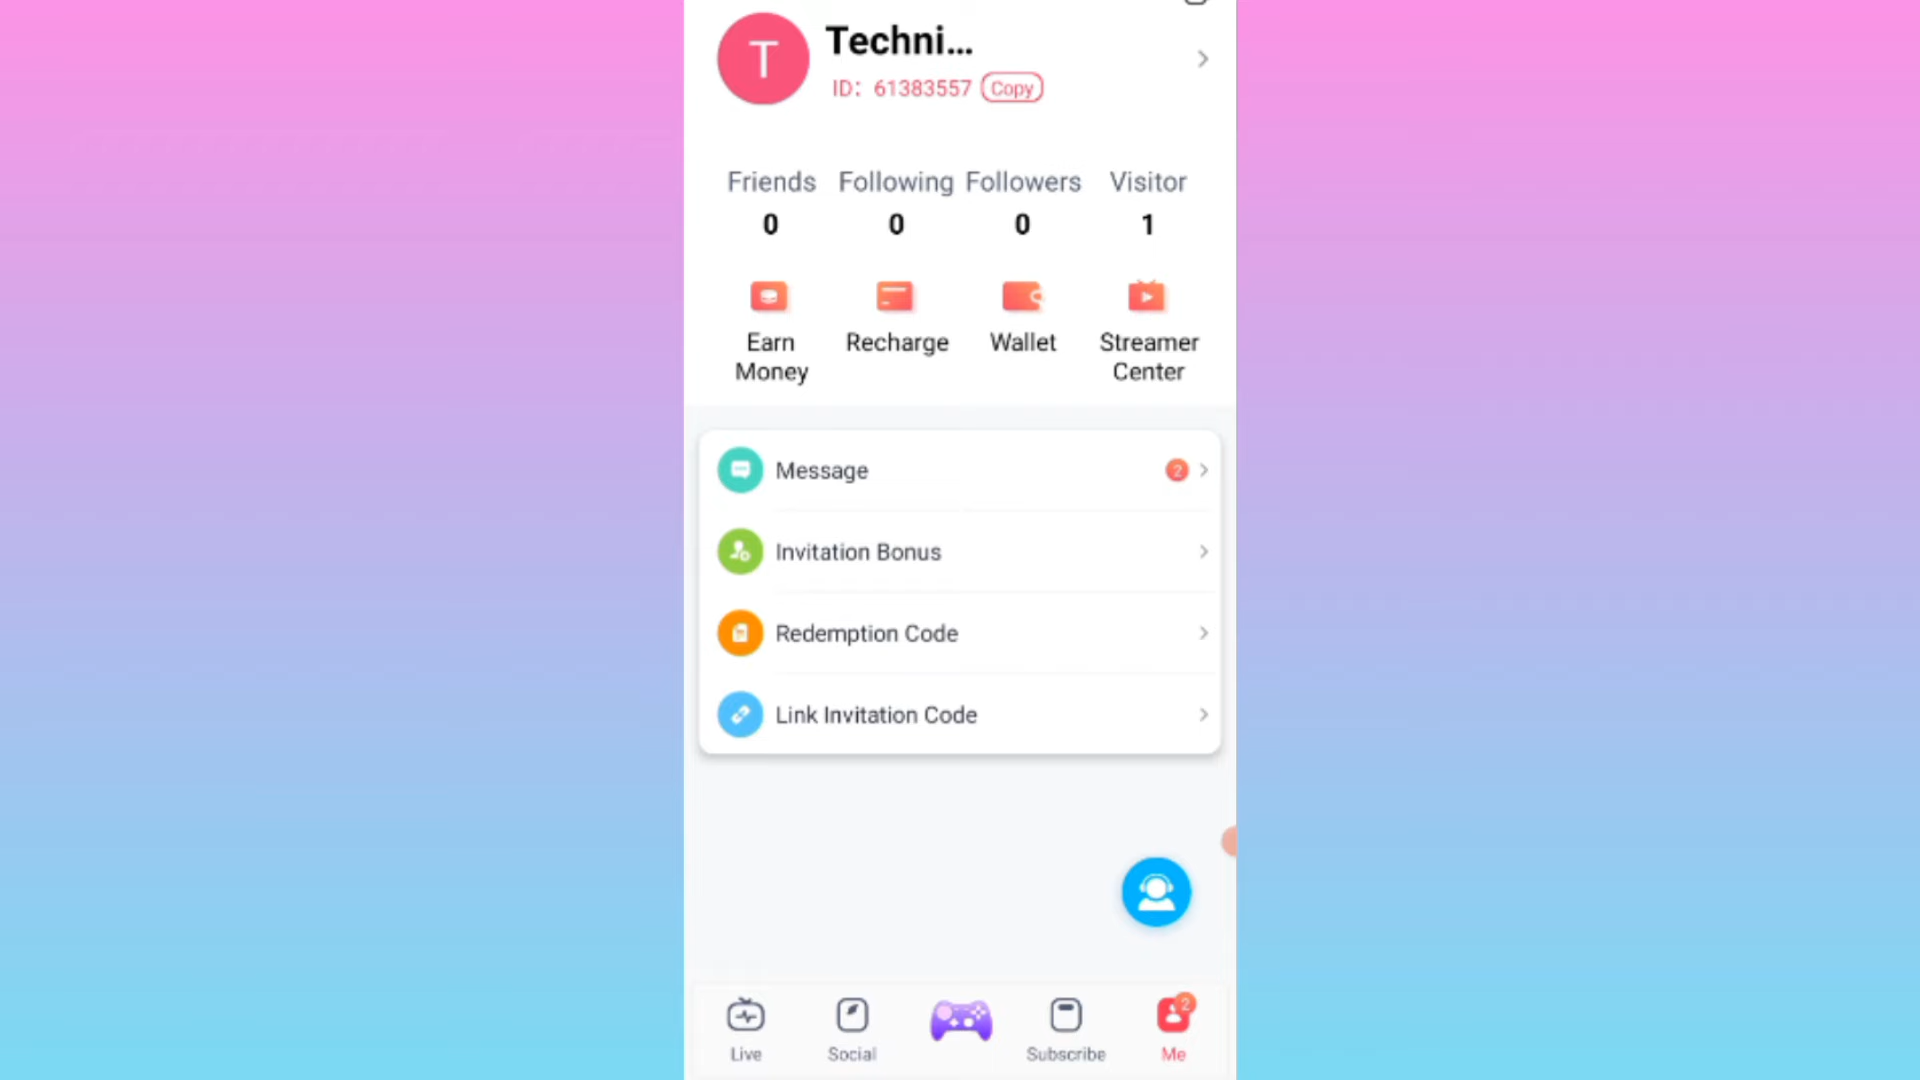 T
Techni...
ID: 61383557 Copy
Friends Following Followers Visitor
0 0 0 1
Earn Money Recharge Wallet Streamer Center
Message 2
Invitation Bonus
Redemption Code
Link Invitation Code
2
Live Social Subscribe Me